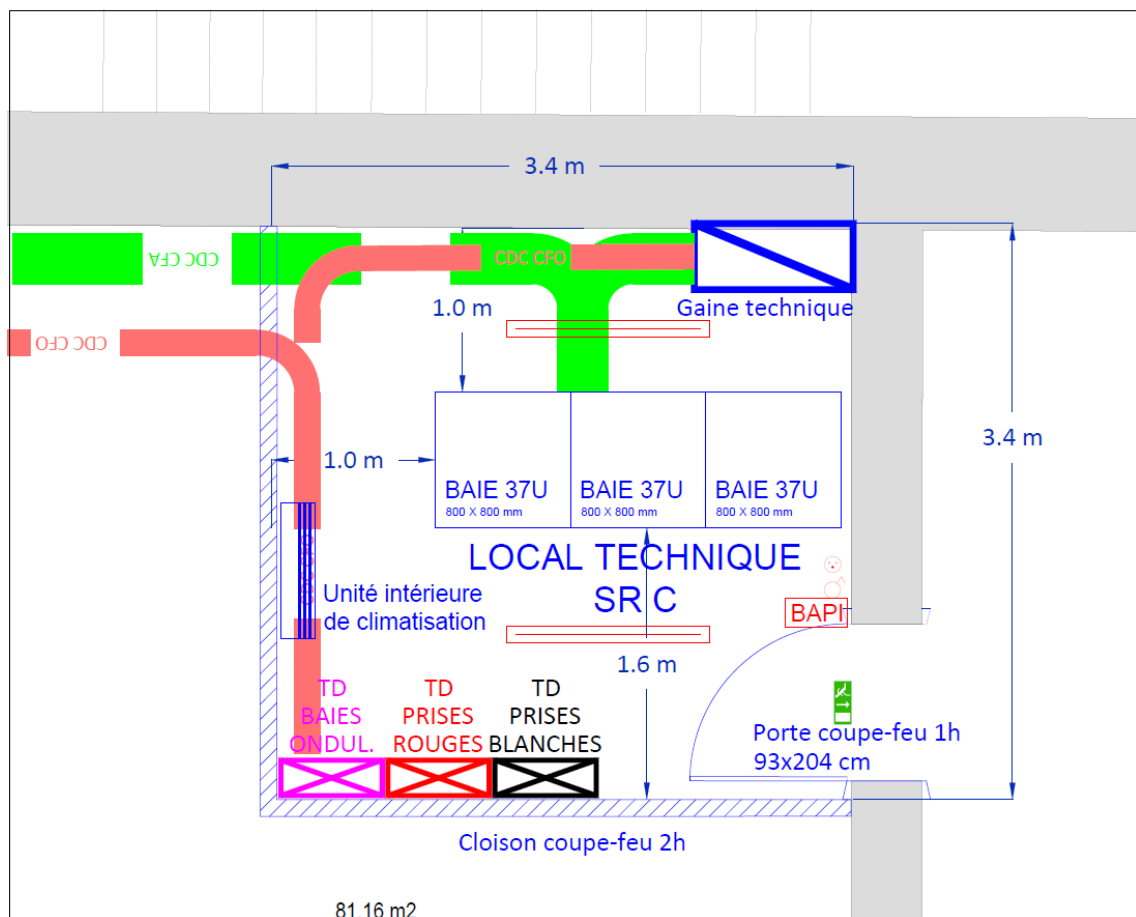 3.4 m
CDC CFA
CDC CFO
1.0 m
Gaine technique
CDC CFO
3.4 m
1.0 m
BAIE 37U
800 X 800 mm
BAIE 37U
800 X 800 mm
BAIE 37U
800 X 800 mm
LOCAL TECHNIQUE
SR C
Unité intérieure
de climatisation
BAPI
1.6 m
TD
BAIES
ONDUL.
TD
PRISES
ROUGES
TD
PRISES
BLANCHES
Porte coupe-feu 1h
93x204 cm
Cloison coupe-feu 2h
81.16 m2